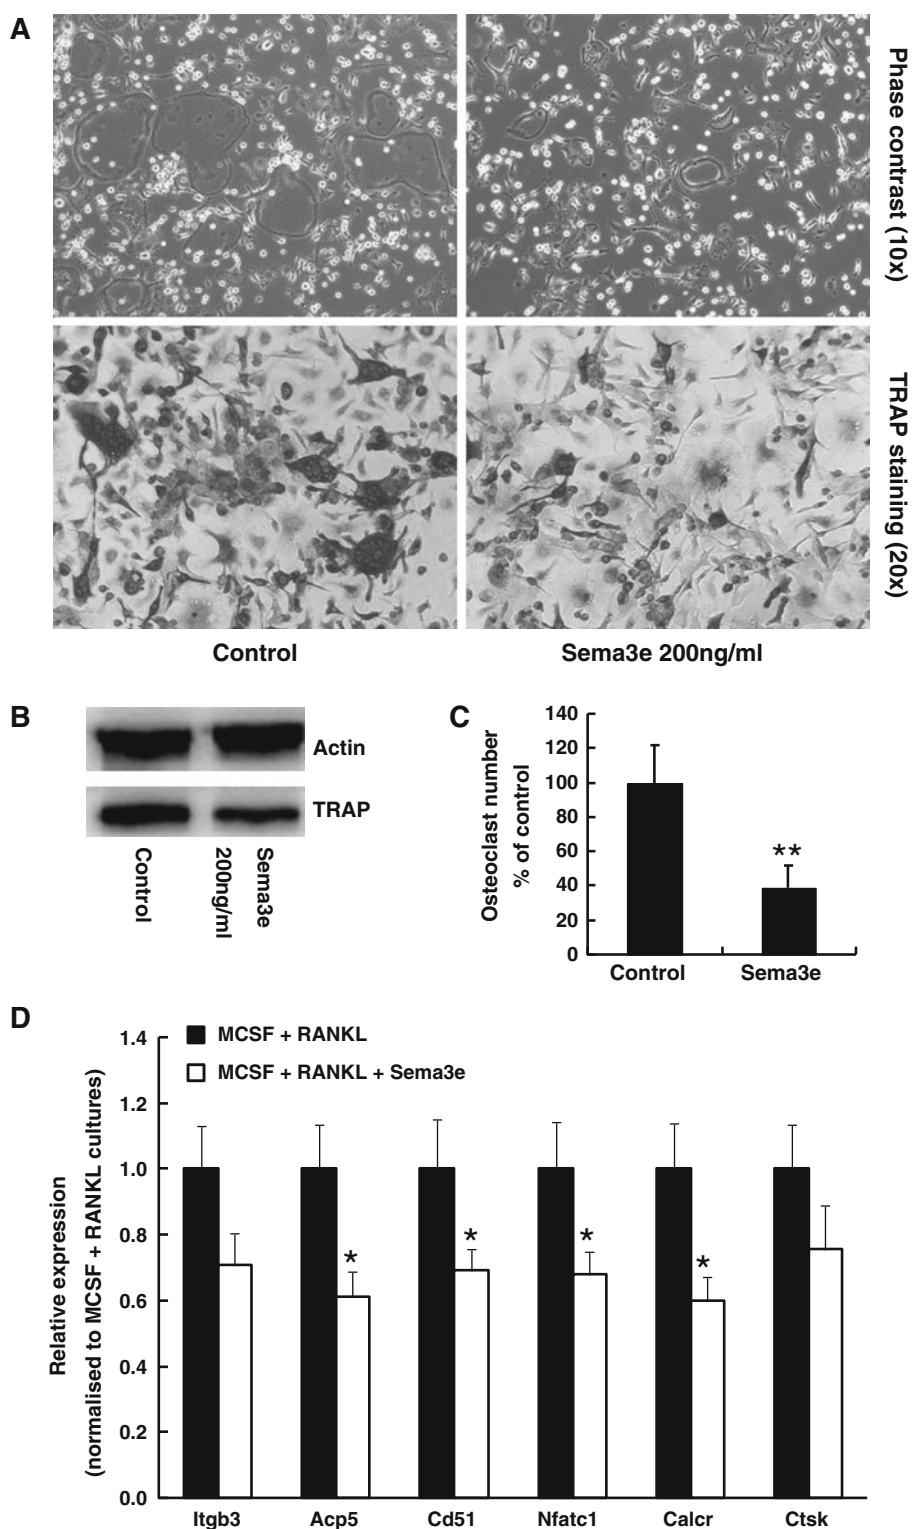 A
Phase contrast (10x)
TRAP staining (20x)
Control
Sema3e 200ng/ml
B
Actin
TRAP
Control
200ng/ml
Sema3e
C
Osteoclast number
% of control
140
120
100
80
60
40
20
0
**
Control
Sema3e
D
MCSF + RANKL
MCSF + RANKL + Sema3e
Relative expression
(normalised to MCSF + RANKL cultures)
1.4
1.2
1.0
0.8
0.6
0.4
0.2
0.0
*
*
*
*
Itgb3
Acp5
Cd51
Nfatc1
Calcr
Ctsk